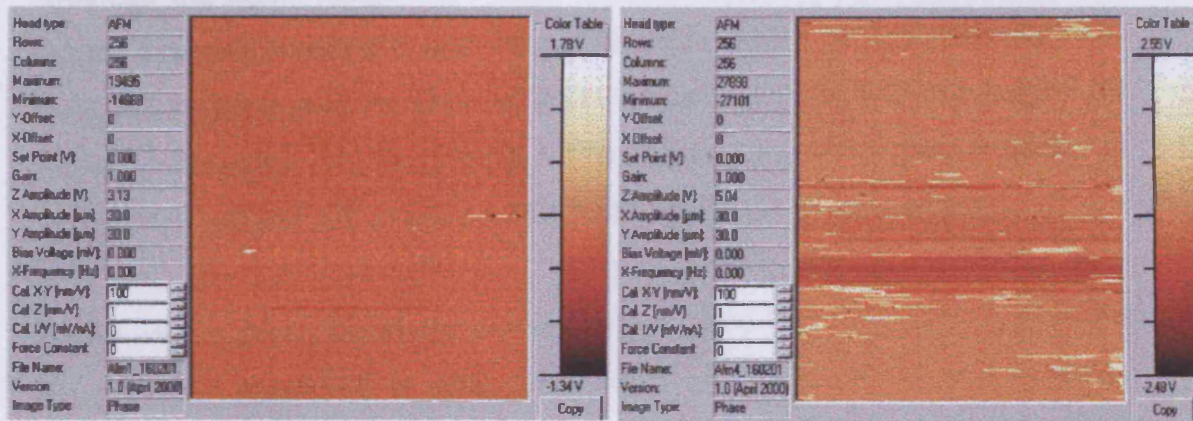 Head type: AFM
Rows: 256
Columns: 256
Maximum: 19496
Minimum:
Y-Offset: 0
X-Offset: 0
Set Point [V]: 0.000
Gain: 1.000
Z Amplitude [V]: 3.13
X Amplitude [µm]: 30.0
Y Amplitude [µm]: 30.0
Bias Voltage [mV]: 0.000
X-Frequency [Hz]: 0.000
Cal. X-Y [nm/V]: 100
Cal. Z [nm/V]: 1
Cal. I/V [mV/nA]: 0
Force Constant: 0
File Name: Afm1_160201
Version: 1.0 (April 2000)
Image Type: Phase
Color Table
1.78 V
-1.34 V
Copy
Head type: AFM
Rows: 256
Columns: 256
Maximum: 27898
Minimum: -27101
Y-Offset: 0
X Offset: 0
Set Point [V]: 0.000
Gain: 1.000
Z Amplitude [V]: 5.04
X Amplitude [µm]: 30.0
Y Amplitude [µm]: 30.0
Bias Voltage [mV]: 0.000
X-Frequency [Hz]: 0.000
Cal. X-Y [nm/V]: 100
Cal. Z [nm/V]: 1
Cal. I/V [mV/nA]: 0
Force Constant: 0
File Name: Afm4_160201
Version: 1.0 (April 2000)
Image Type: Phase
Color Table
2.55 V
-2.48 V
Copy